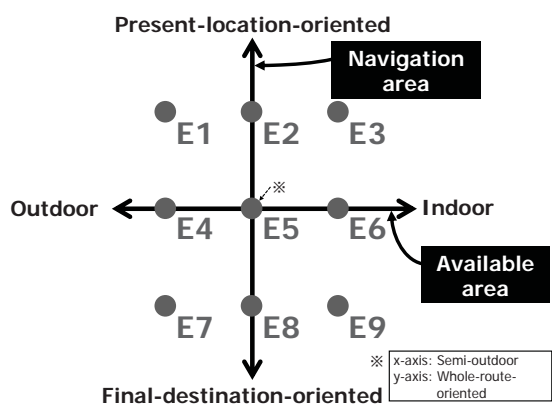 Present-location-oriented
Navigation
area
E1
E2
E3
※
Outdoor
Indoor
E4
E5
E6
Available
area
E7
E8
E9
※ x-axis: Semi-outdoor
y-axis: Whole-route-
oriented
Final-destination-oriented